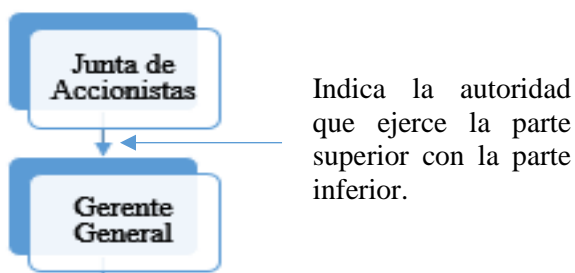 Junta de
Accionistas
Indica la autoridad
que ejerce la parte
superior con la parte
inferior.
Gerente
General